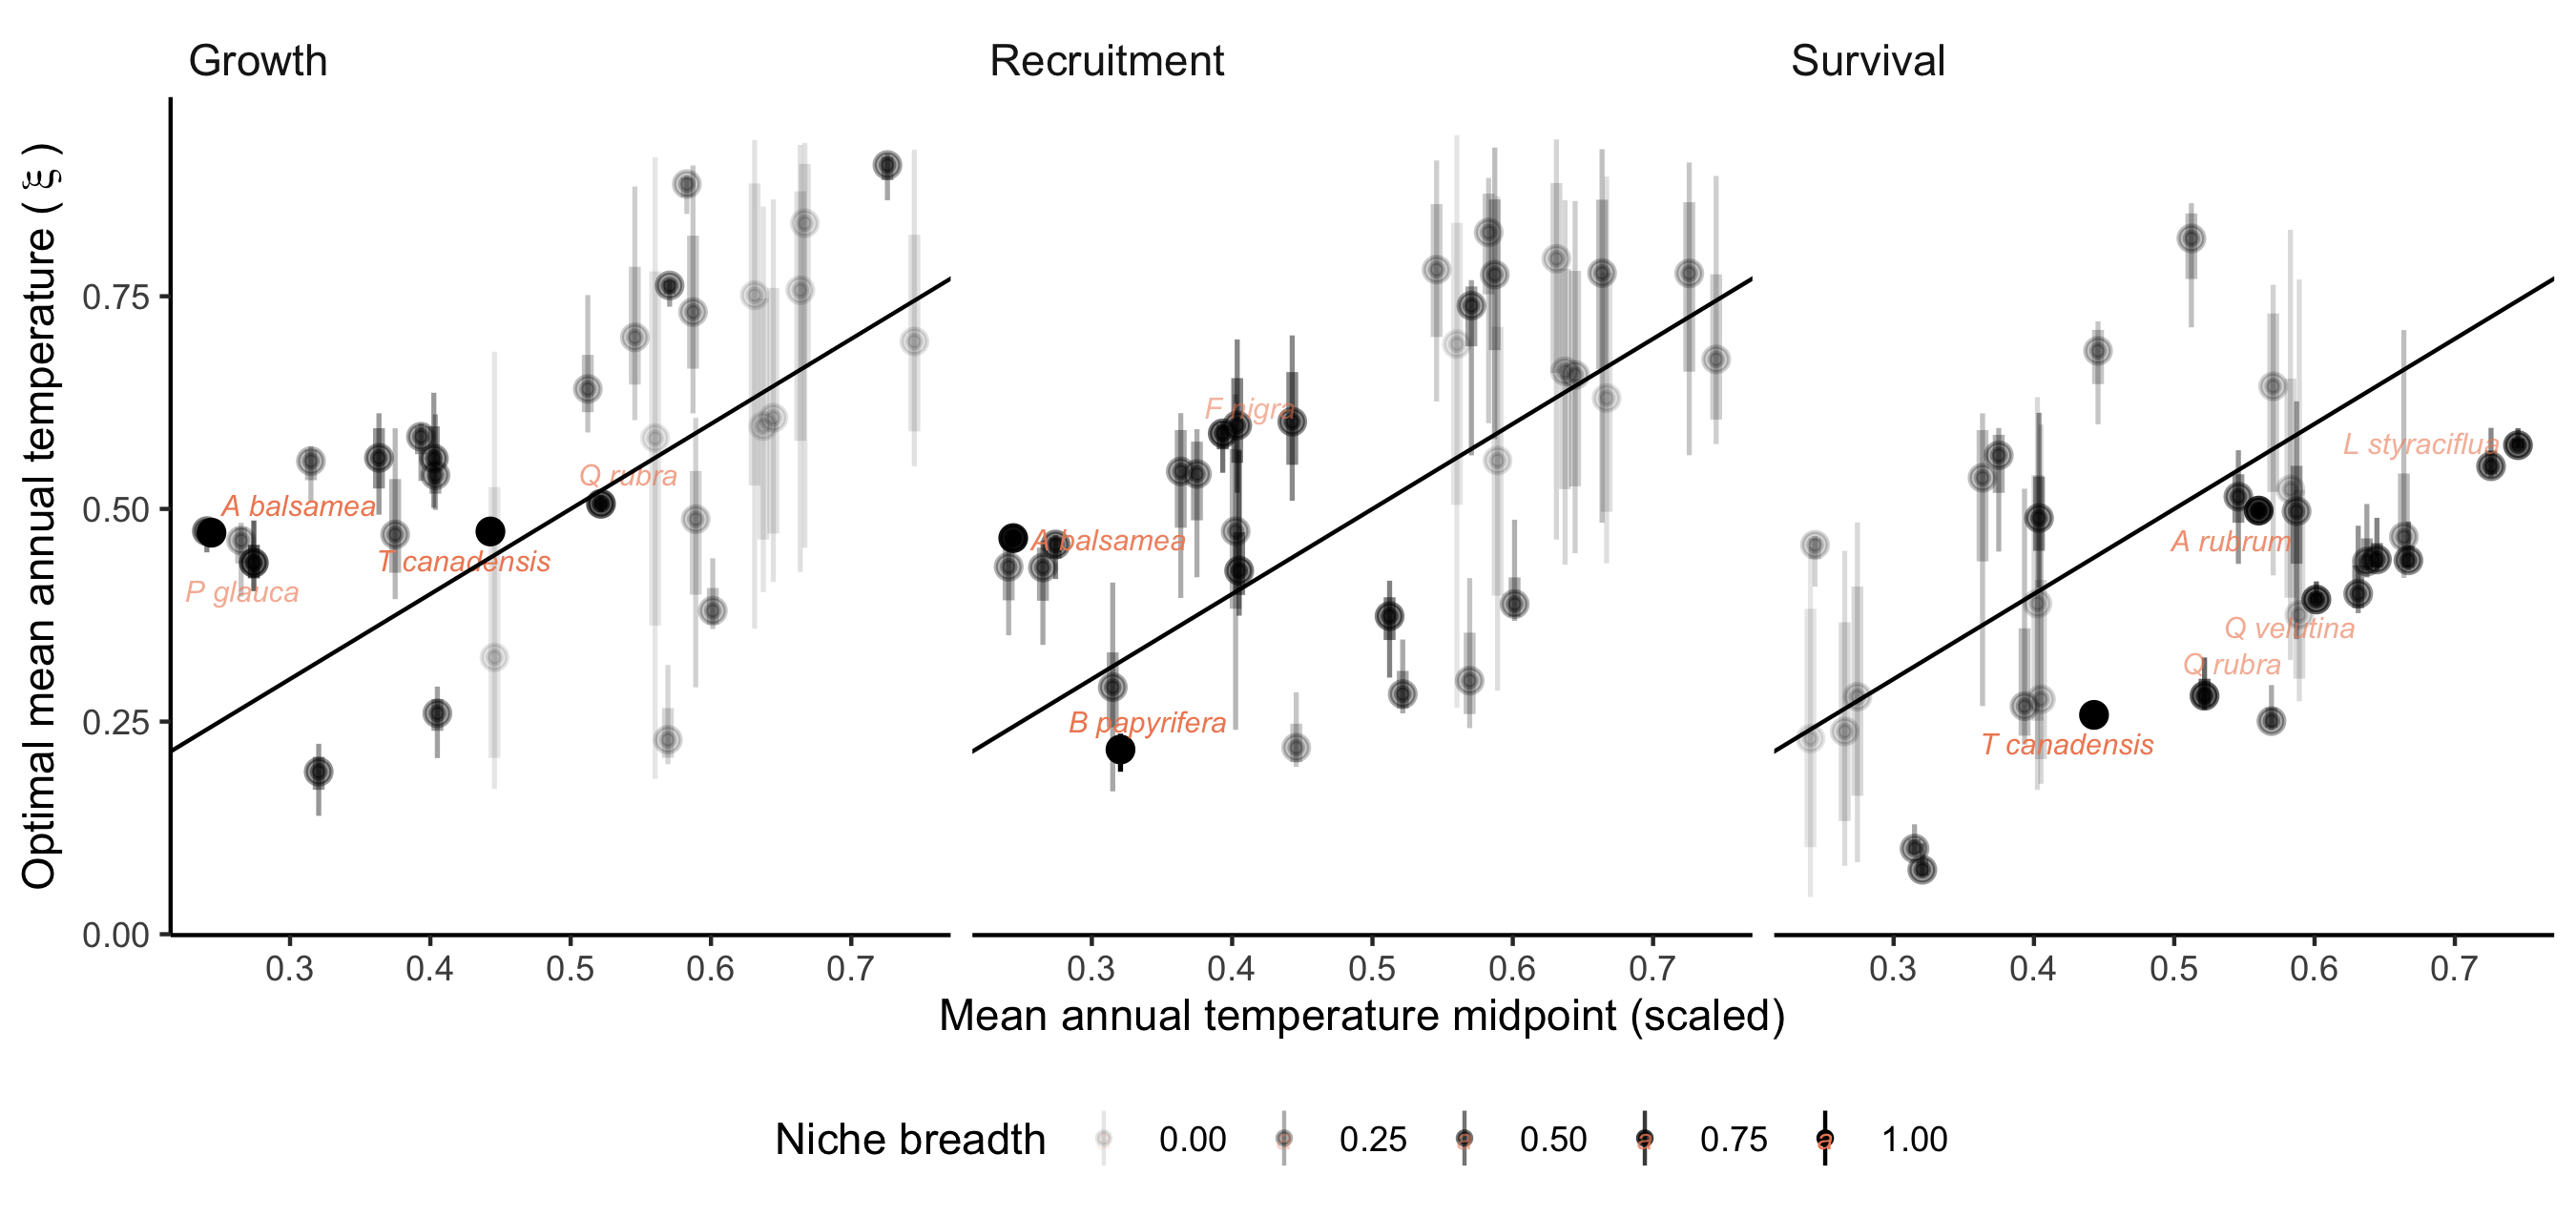 Growth
Recruitment
Survival
Optimal mean annual temperature ( ξ )
0.75
0.50
0.25
0.00
A balsamea
P glauca
T canadensis
Q rubra
F nigra
A balsamea
B papyrifera
L styraciflua
A rubrum
Q velutina
Q rubra
T canadensis
0.3 0.4 0.5 0.6 0.7
0.3 0.4 0.5 0.6 0.7
0.3 0.4 0.5 0.6 0.7
Mean annual temperature midpoint (scaled)
Niche breadth a 0.00 a 0.25 a 0.50 a 0.75 a 1.00